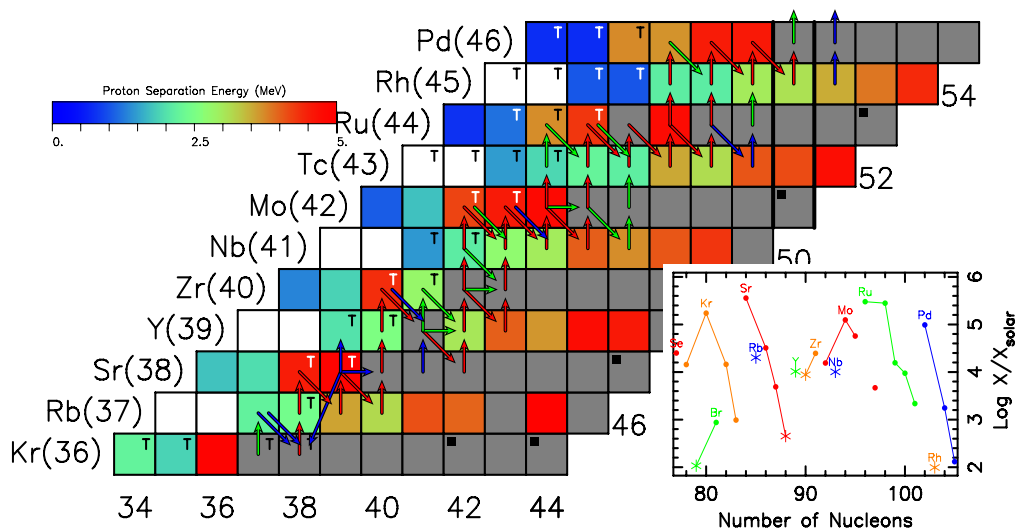 Pd(46) T T T T
Rh(45) T T T T
Proton Separation Energy (MeV)
0. 2.5 5.
54
Ru(44) T T T
Tc(43) T T T T
52
Mo(42) T T
Nb(41) T T
50
Zr(40) T T
Y(39) T T
Sr(38) T T
Rb(37) T
46
Kr(36) T T T T
34 36 38 40 42 44
Se Kr Br Sr Rb Y Zr Mo Nb Ru Pd Rh
6
5
4
3
2
Log X/Xsolar
80 90 100
Number of Nucleons